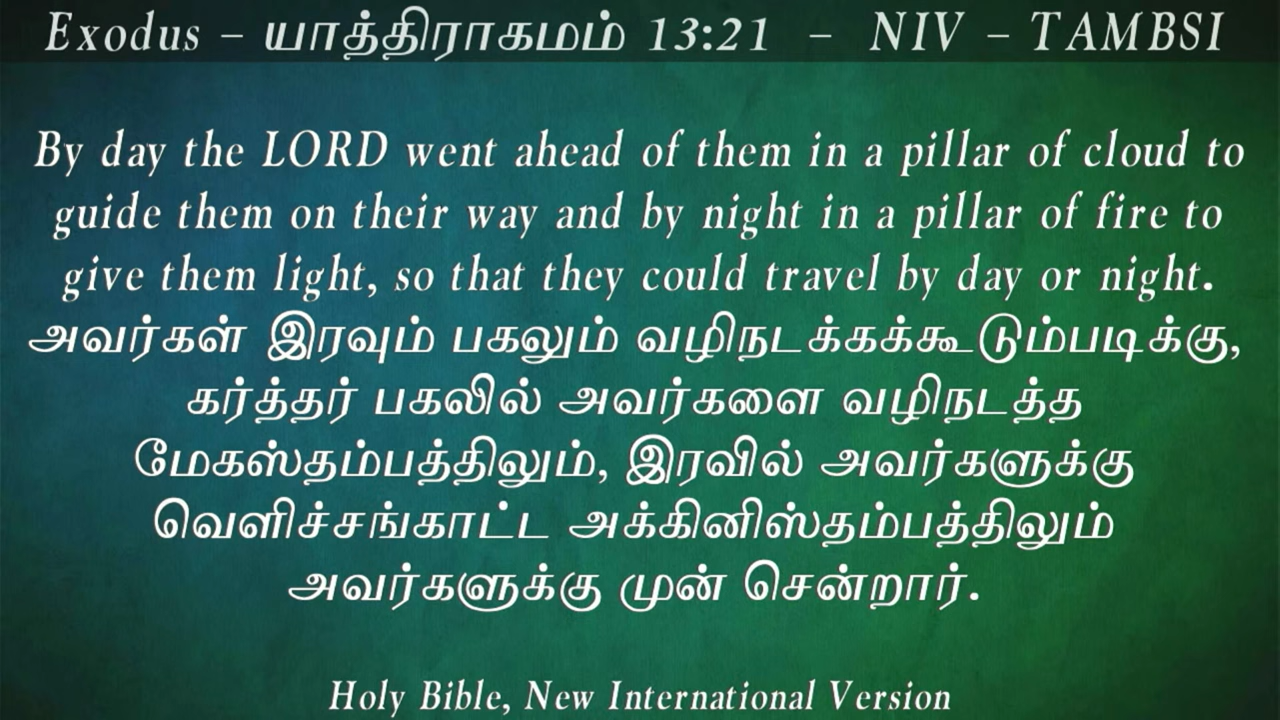 Exodus – யாத்திராகமம் 13:21 – NIV – TAMBSI
By day the LORD went ahead of them in a pillar of cloud to
guide them on their way and by night in a pillar of fire to
give them light, so that they could travel by day or night.
அவர்கள் இரவும் பகலும் வழிநடக்கக்கூடும்படிக்கு,
கர்த்தர் பகலில் அவர்களை வழிநடத்த
மேகஸ்தம்பத்திலும், இரவில் அவர்களுக்கு
வெளிச்சங்காட்ட அக்கினிஸ்தம்பத்திலும்
அவர்களுக்கு முன் சென்றார்.
Holy Bible, New International Version